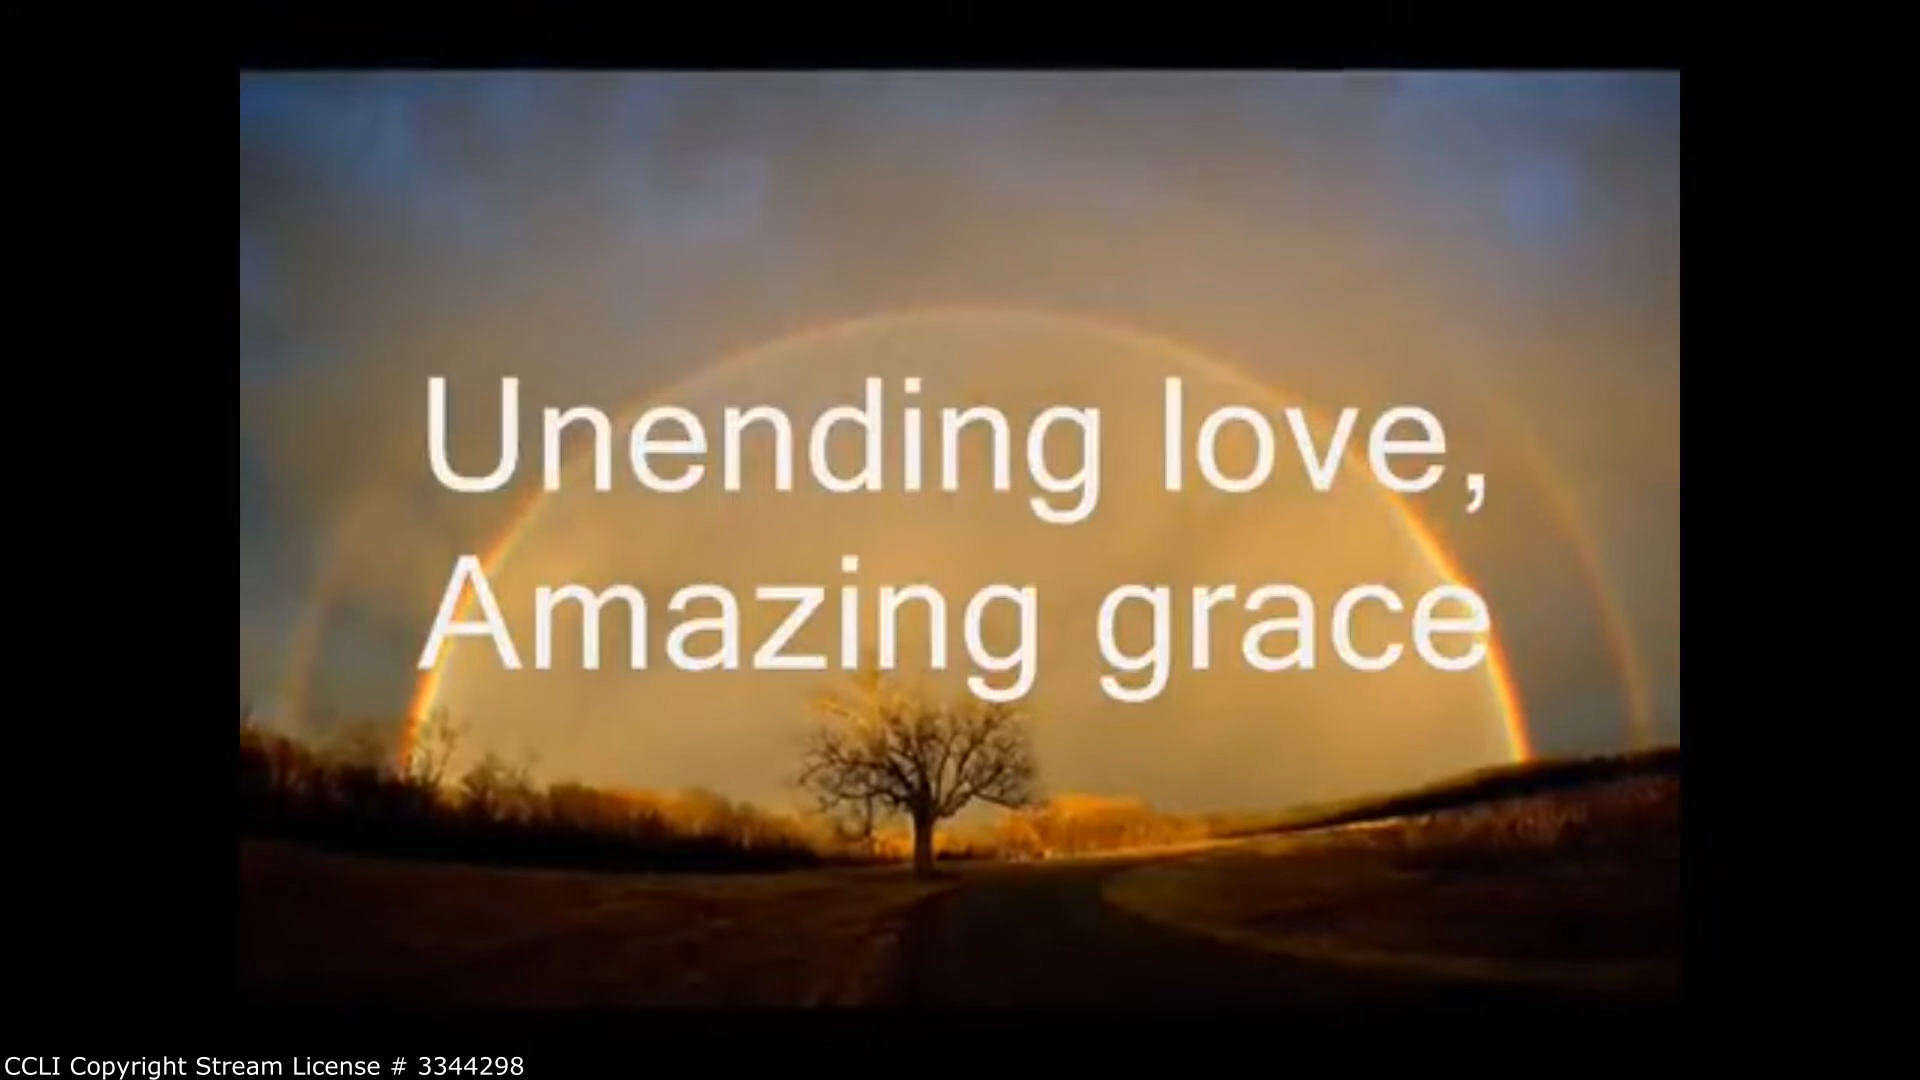 Unending love,
Amazing grace
CCLI Copyright Stream License # 3344298